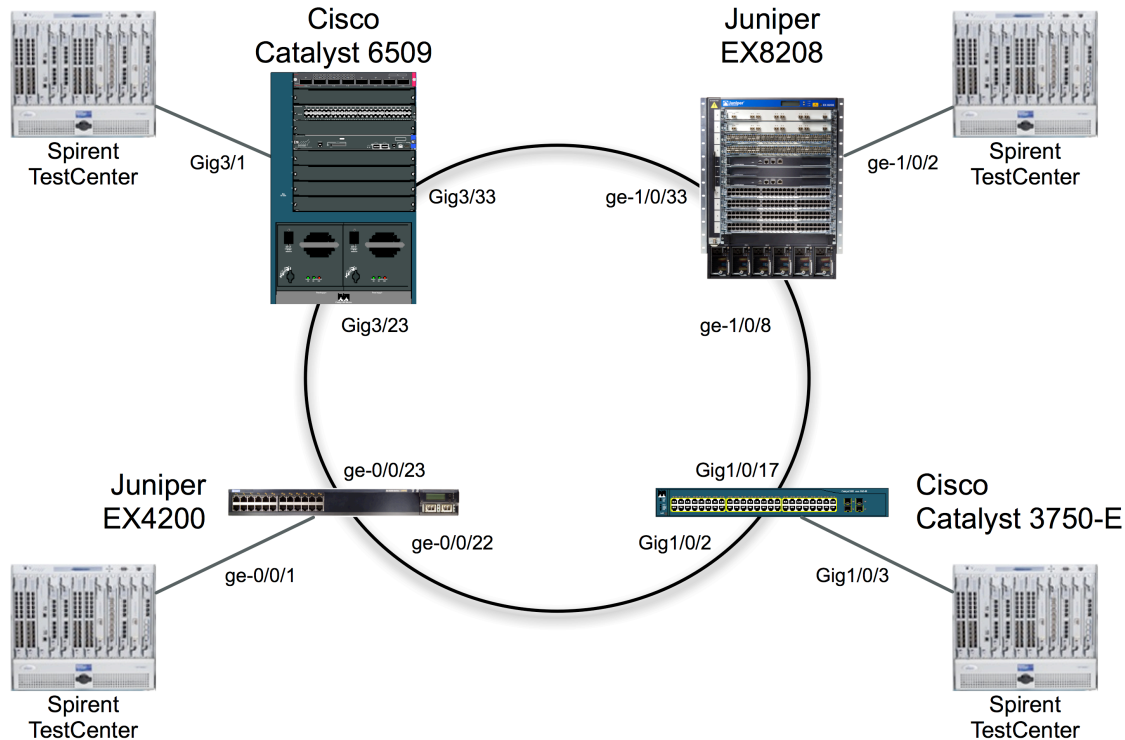 Cisco
Catalyst 6509
Juniper
EX8208
Spirent
TestCenter
Gig3/1
Gig3/33
ge-1/0/33
ge-1/0/2
Spirent
TestCenter
Gig3/23
ge-1/0/8
Juniper
EX4200
ge-0/0/23
Gig1/0/17
Cisco
Catalyst 3750-E
ge-0/0/22
Gig1/0/2
ge-0/0/1
Gig1/0/3
Spirent
TestCenter
Spirent
TestCenter